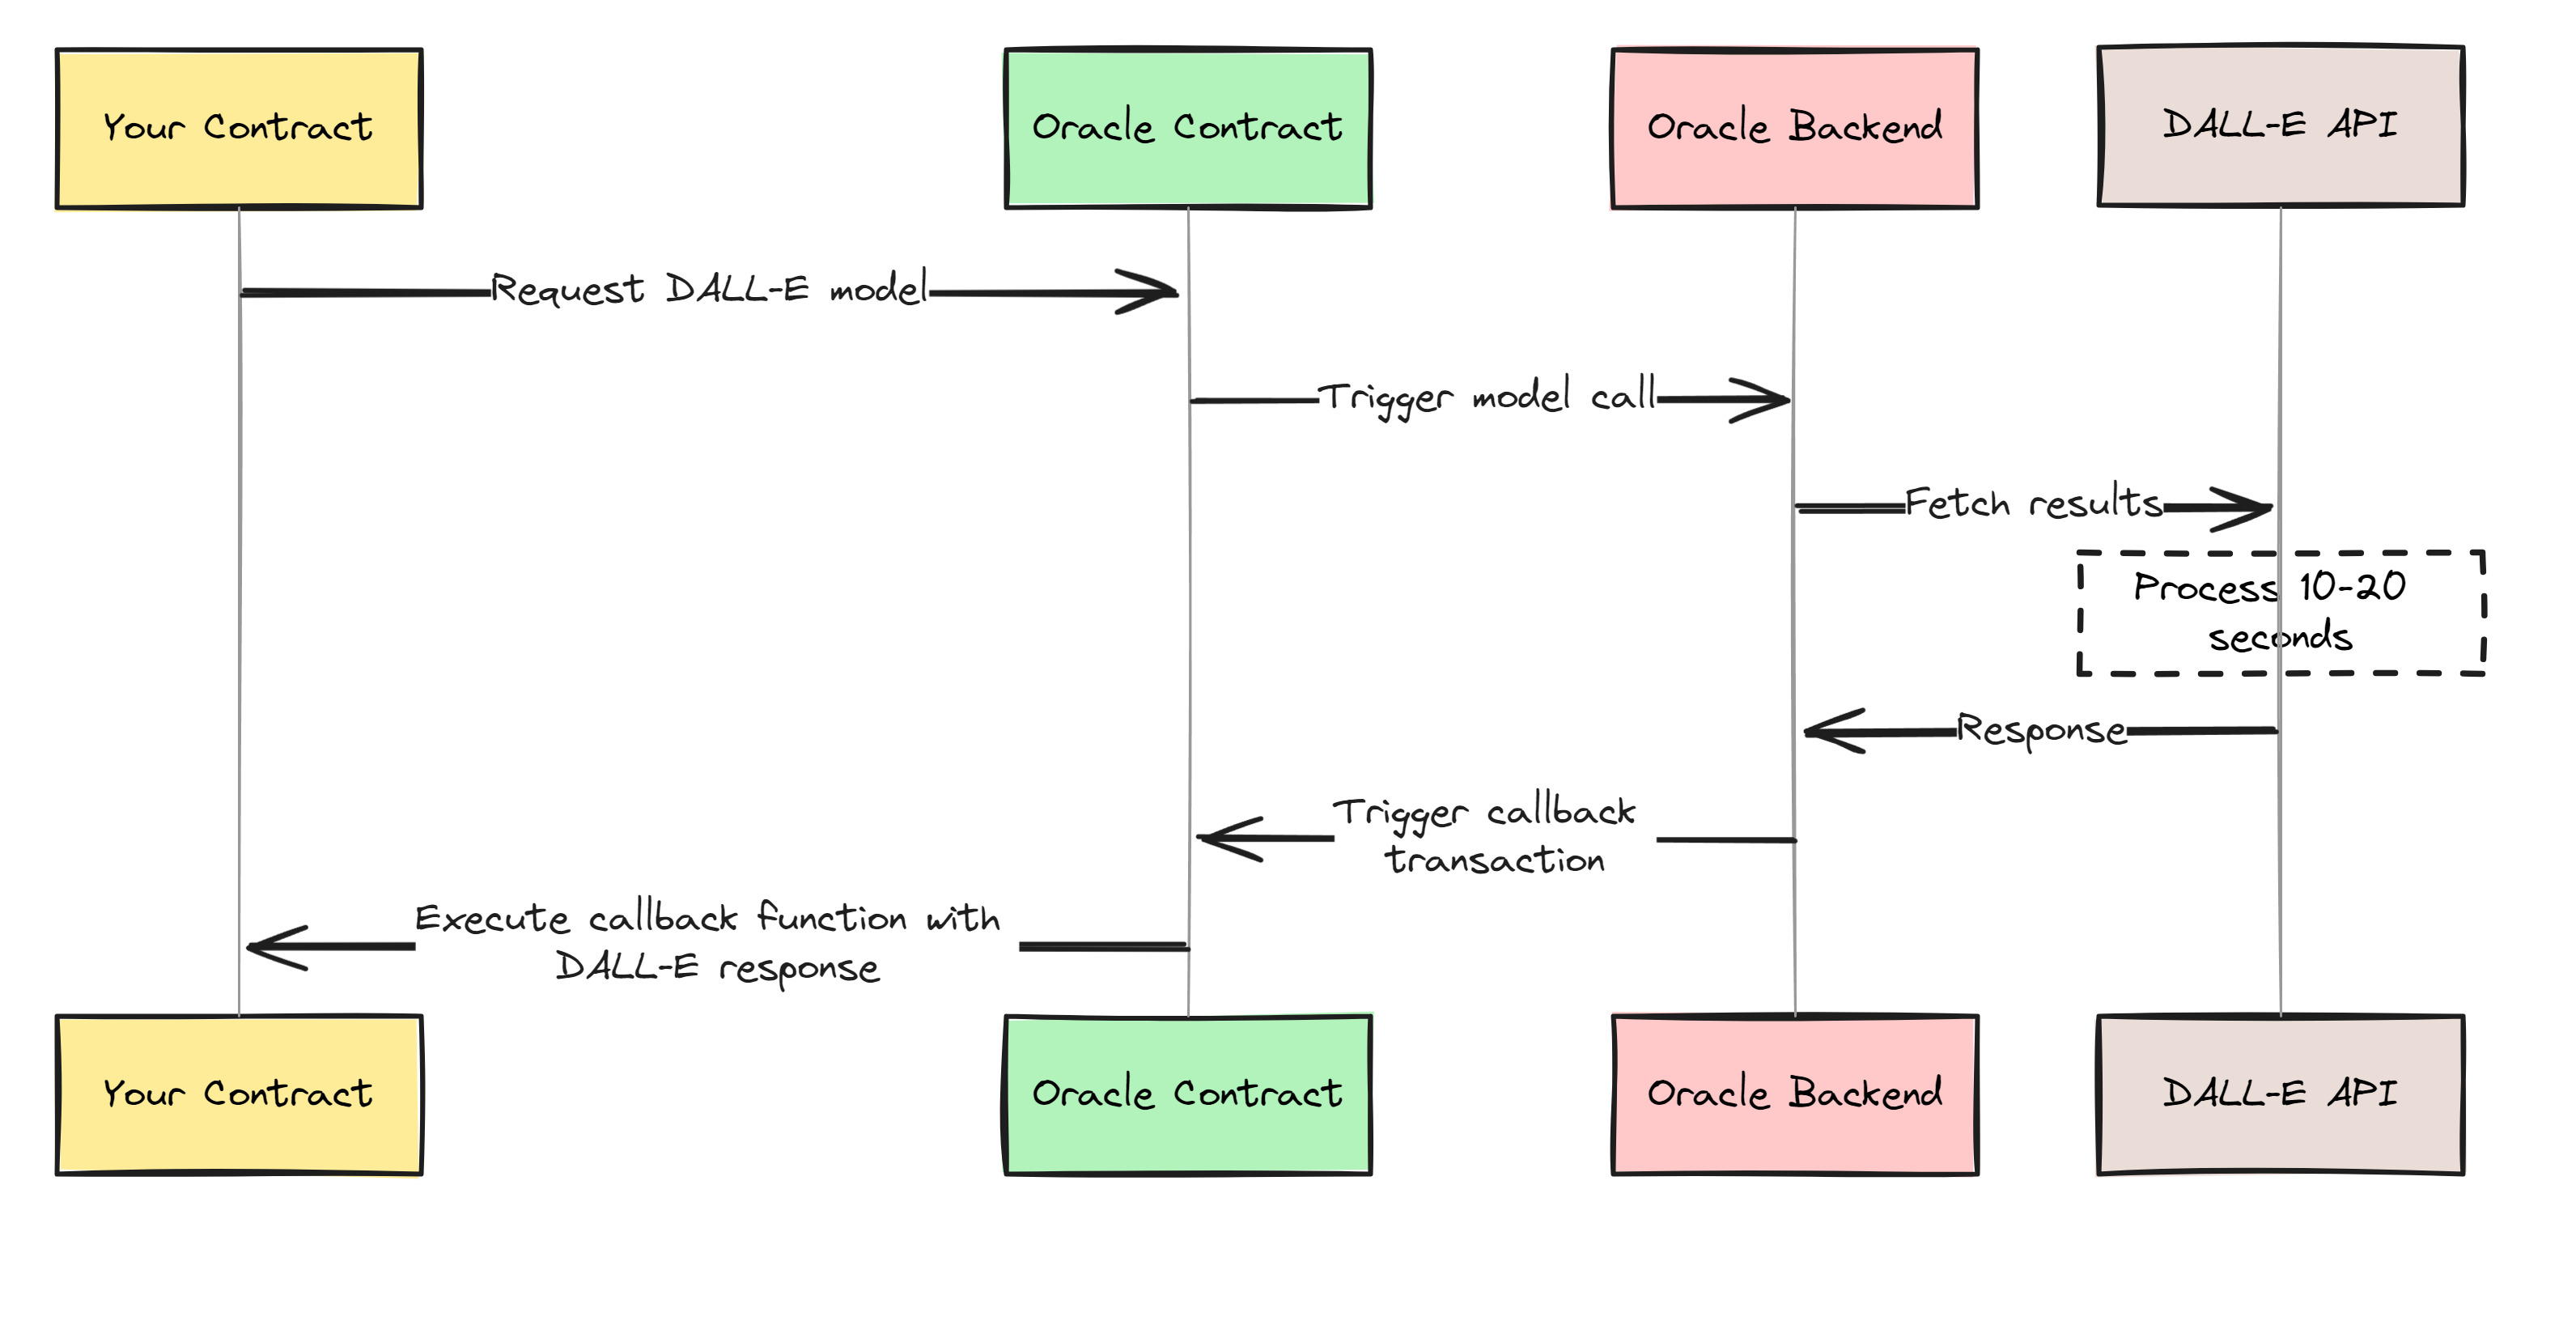 Your Contract
Oracle Contract
Oracle Backend
DALL-E API
Request DALL-E model
Trigger model call
Fetch results
Process 10-20
seconds
Response
Trigger callback
transaction
Execute callback function with
DALL-E response
Your Contract
Oracle Contract
Oracle Backend
DALL-E API